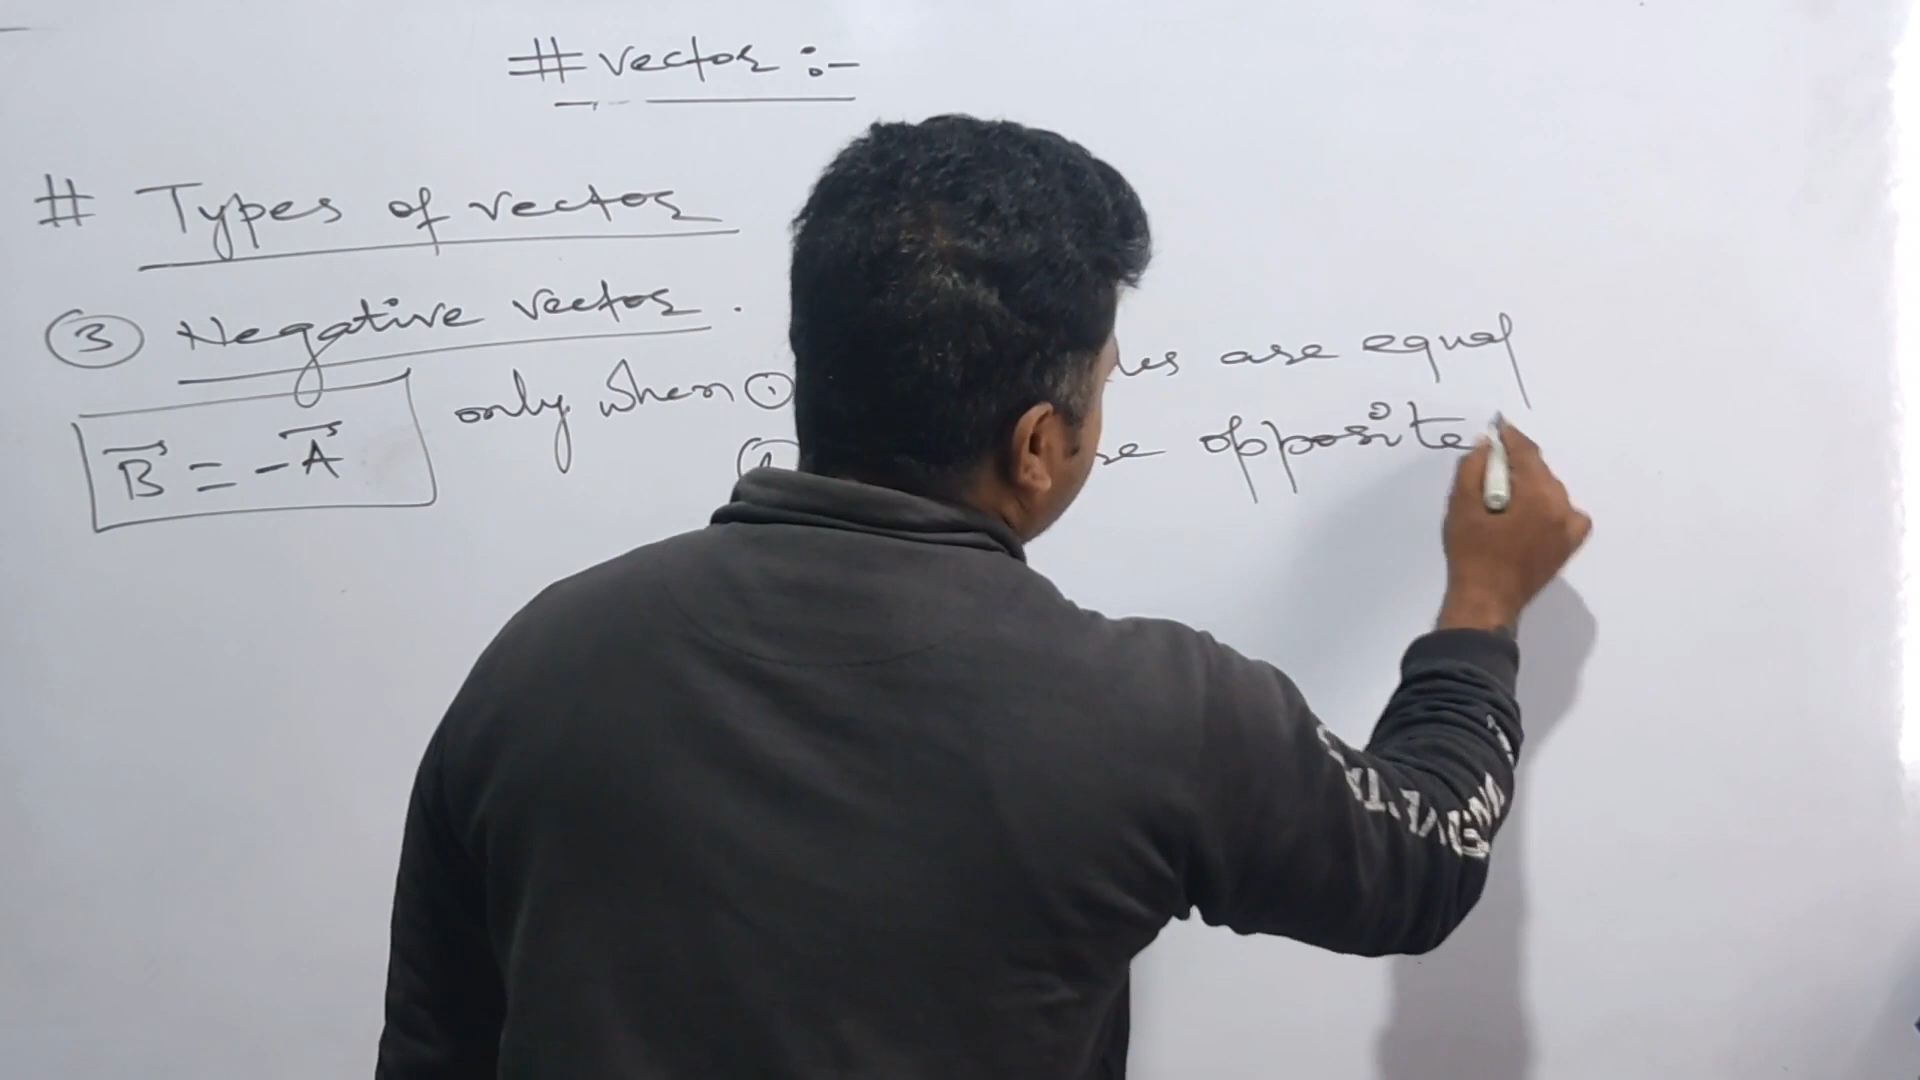 # vector :-
# Types of vector
③ Negative vector.
B⃗ = -A⃗ only when ① are equal
opposite